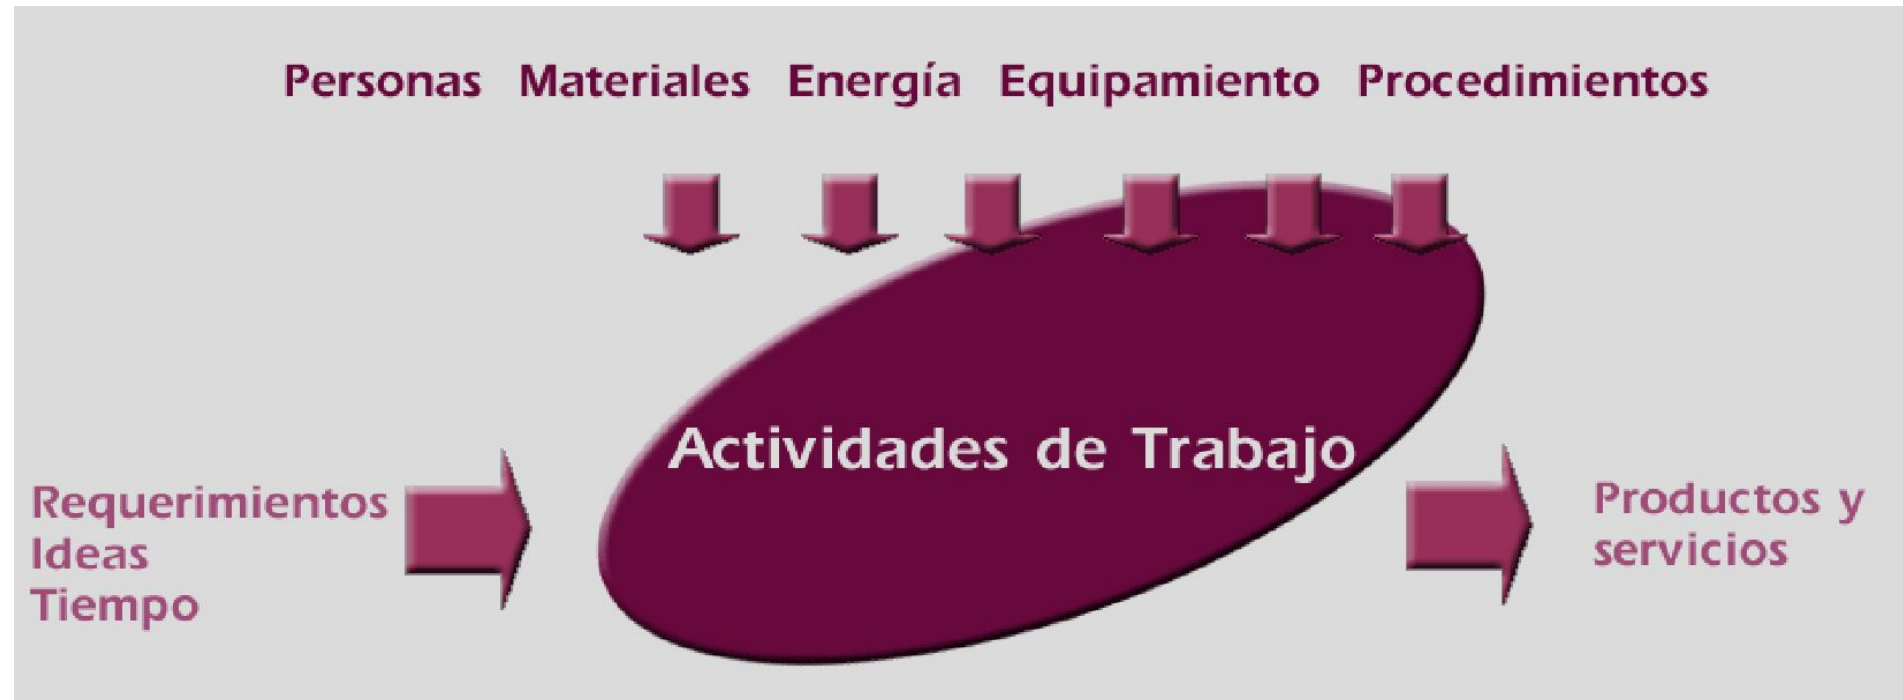 Personas Materiales Energía Equipamiento Procedimientos
Actividades de Trabajo
Requerimientos
Ideas
Tiempo
Productos y
servicios